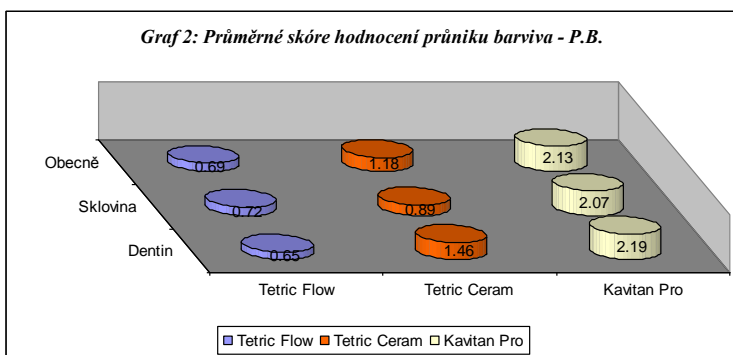 Graf 2: Průměrné skóre hodnocení průniku barviva - P.B.
Obecně
0.69
1.18
2.13
Sklovina
0.72
0.89
2.07
Dentin
0.65
1.46
2.19
Tetric Flow
Tetric Ceram
Kavitan Pro
Tetric Flow
Tetric Ceram
Kavitan Pro